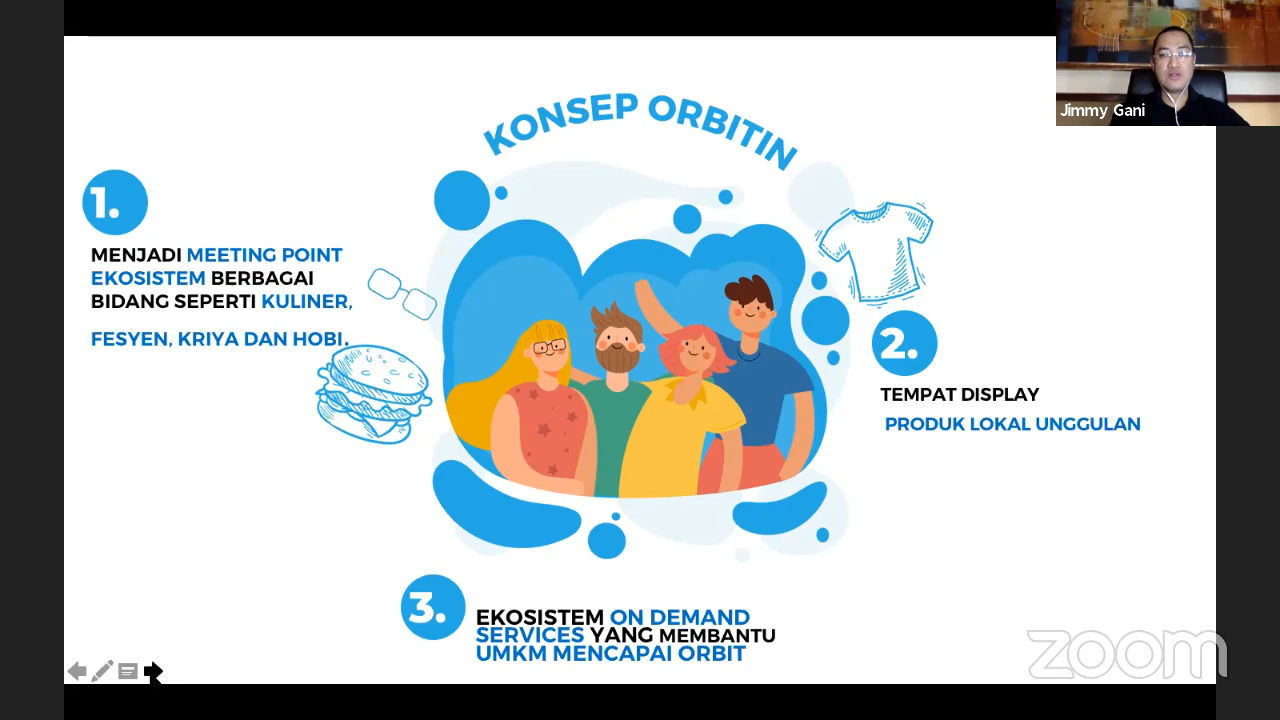 Jimmy Gani
KONSEP ORBITIN
1.
MENJADI MEETING POINT
EKOSISTEM BERBAGAI
BIDANG SEPERTI KULINER,
FESYEN, KRIYA DAN HOBI.
2.
TEMPAT DISPLAY
PRODUK LOKAL UNGGULAN
3.
EKOSISTEM ON DEMAND
SERVICES YANG MEMBANTU
UMKM MENCAPAI ORBIT
zoom